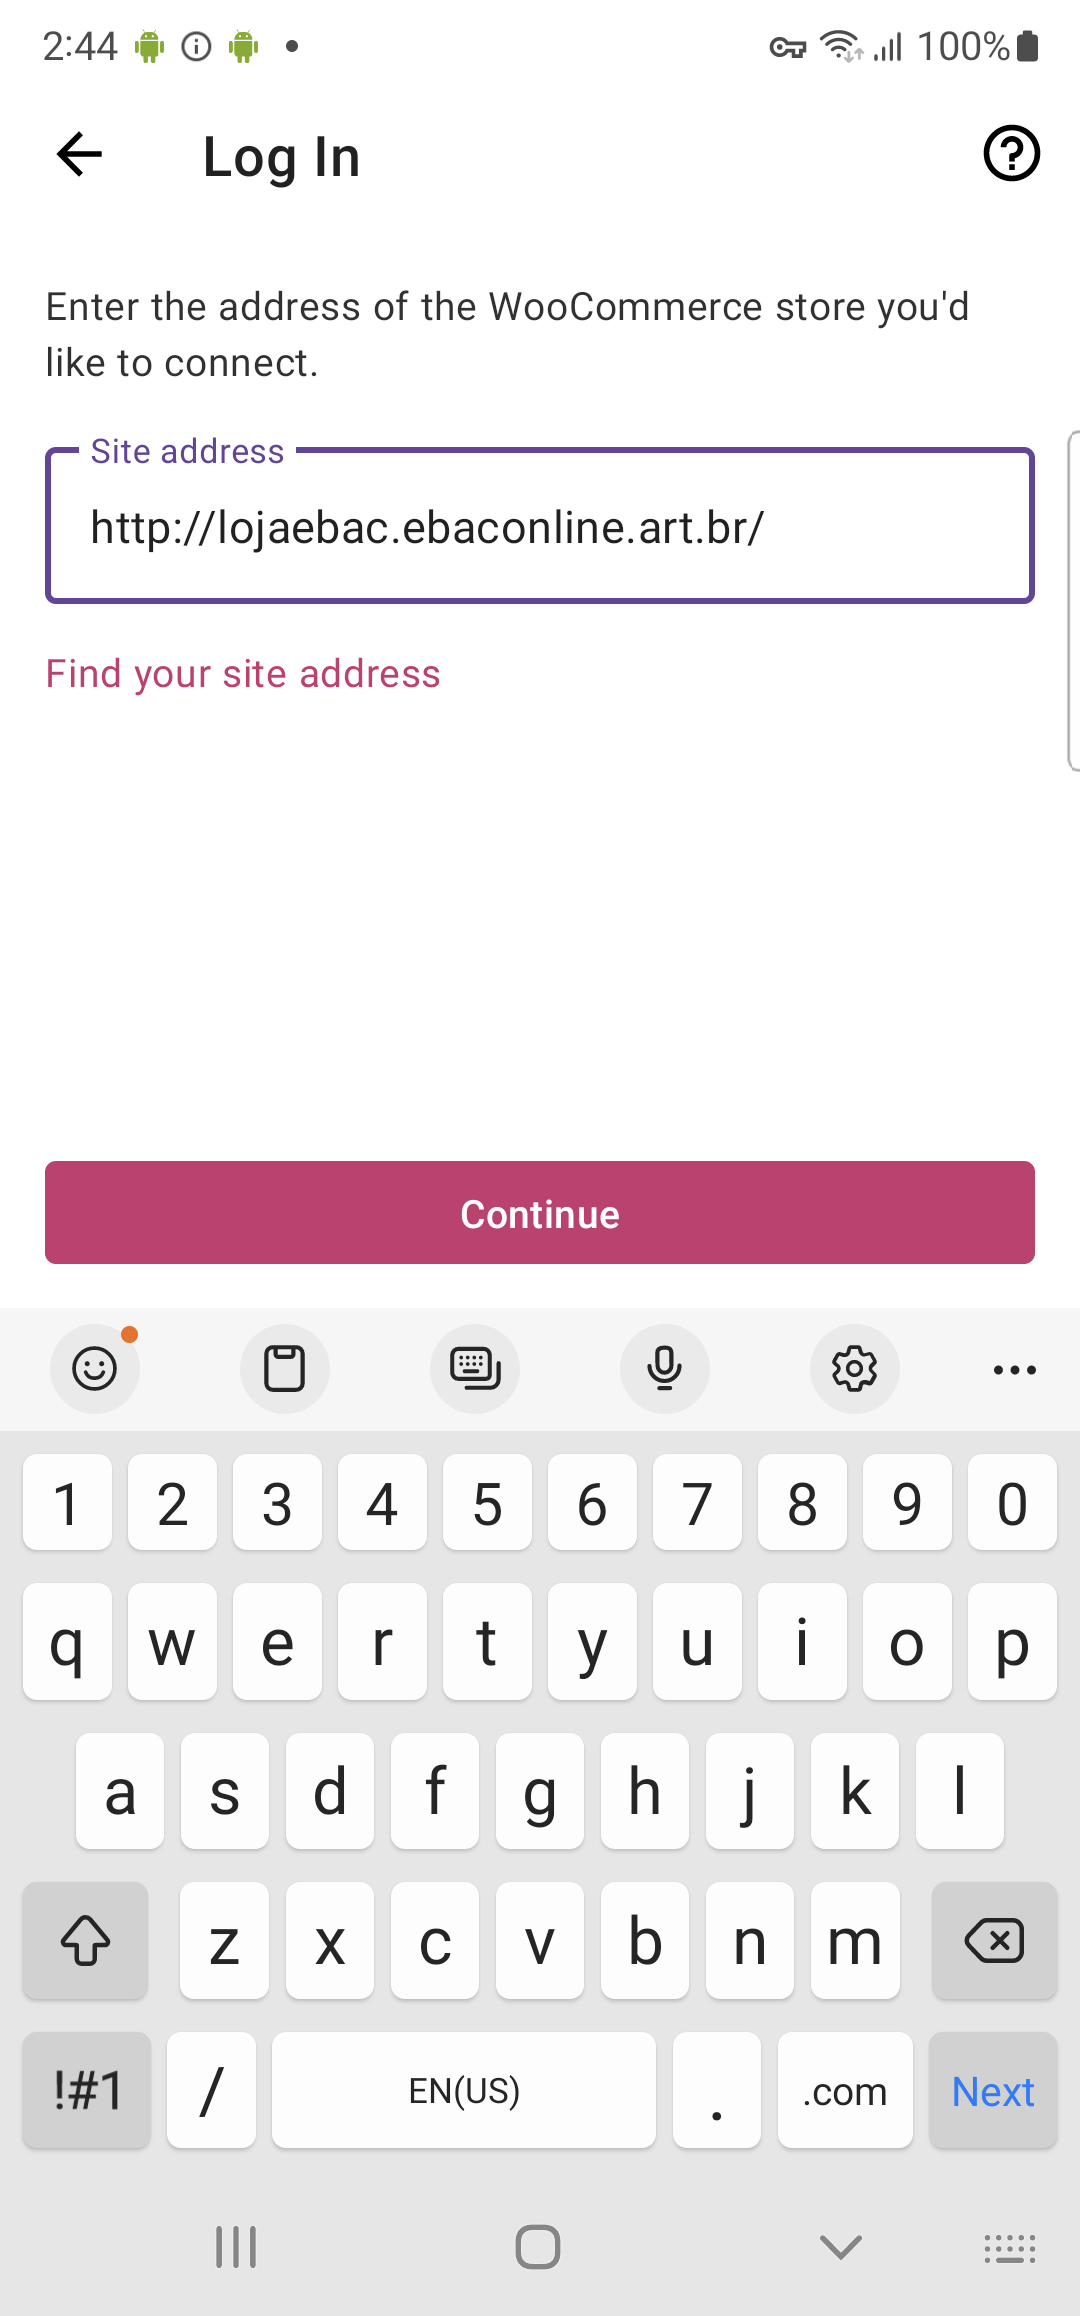 2:44
100%
Log In
Enter the address of the WooCommerce store you'd
like to connect.
Site address
http://lojaebac.ebaconline.art.br/
Find your site address
Continue
1 2 3 4 5 6 7 8 9 0
q w e r t y u i o p
a s d f g h j k l
z x c v b n m
!#1 / EN(US) . .com Next